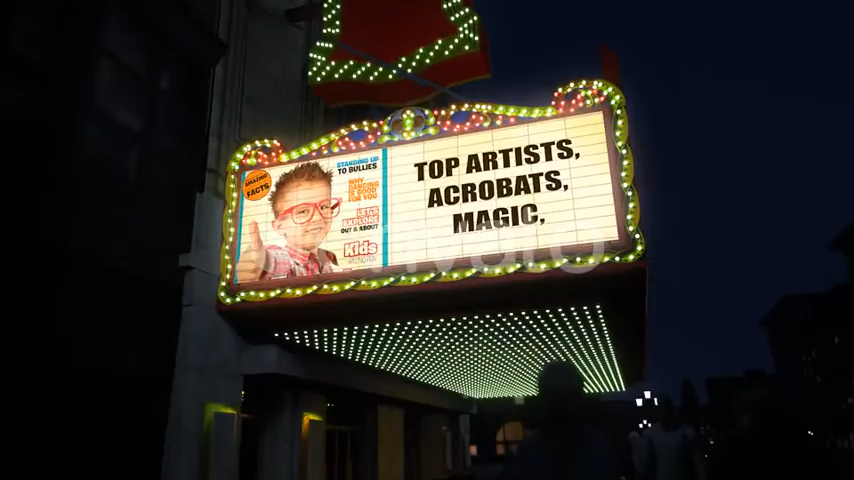 AMAZING
FACTS
STANDING UP
TO BULLIES
WHY
DANCING
IS GOOD
FOR YOU
LET'S
EXPLORE
OUT & ABOUT
Kids
TOP ARTISTS,
ACROBATS,
MAGIC,
envato